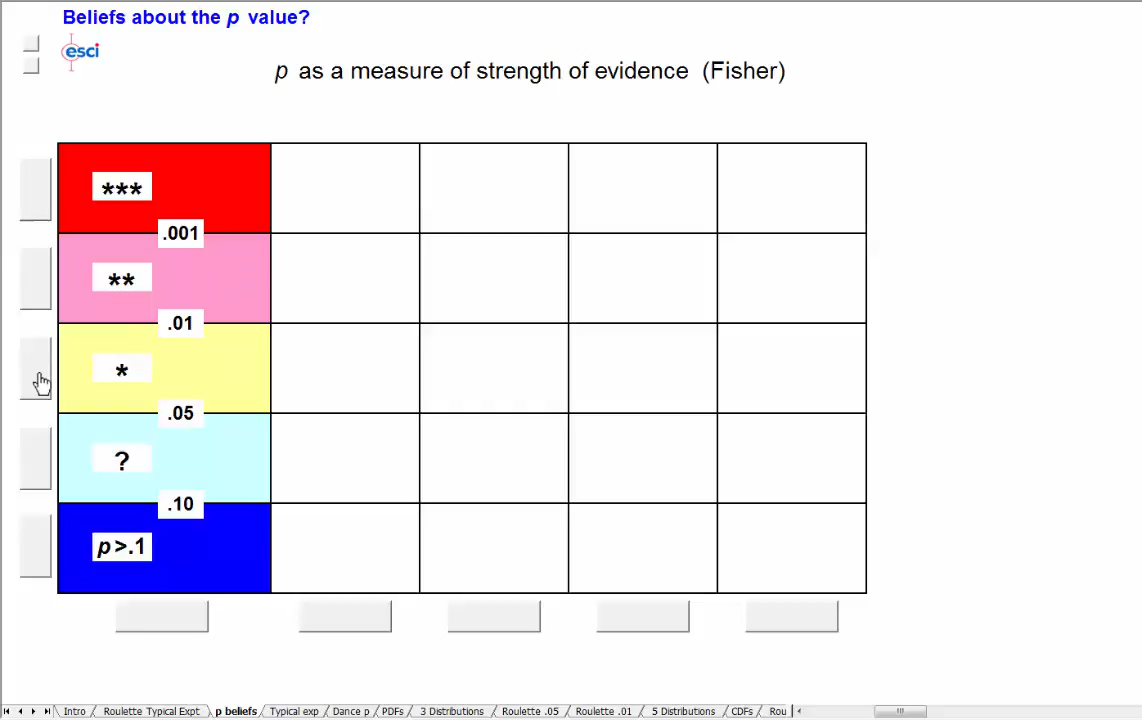 Beliefs about the p value?
esci
p as a measure of strength of evidence (Fisher)
***
.001
**
.01
*
.05
?
.10
p>.1
Intro Roulette Typical Expt p beliefs Typical exp Dance p PDFs 3 Distributions Roulette .05 Roulette .01 5 Distributions CDFs Rou